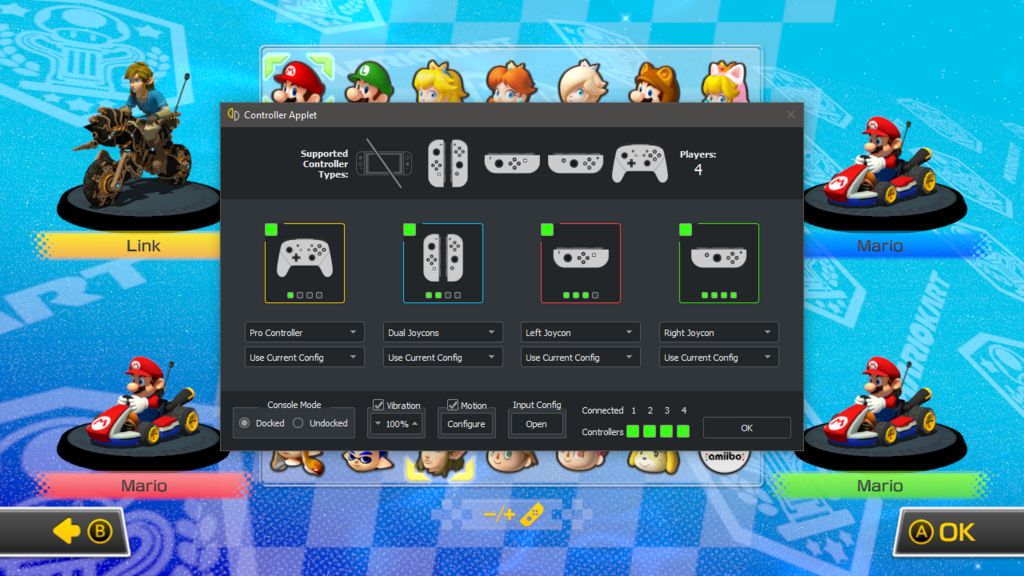 Controller Applet
Supported
Controller
Types:
Players:
4
Link
Mario
Pro Controller
Dual Joycons
Left Joycon
Right Joycon
Use Current Config
Use Current Config
Use Current Config
Use Current Config
Console Mode
Docked
Undocked
Vibration
100%
Motion
Configure
Input Config
Open
Connected 1 2 3 4
Controllers
OK
amiibo
Mario
Mario
−/+
B
A OK
MARIOKART